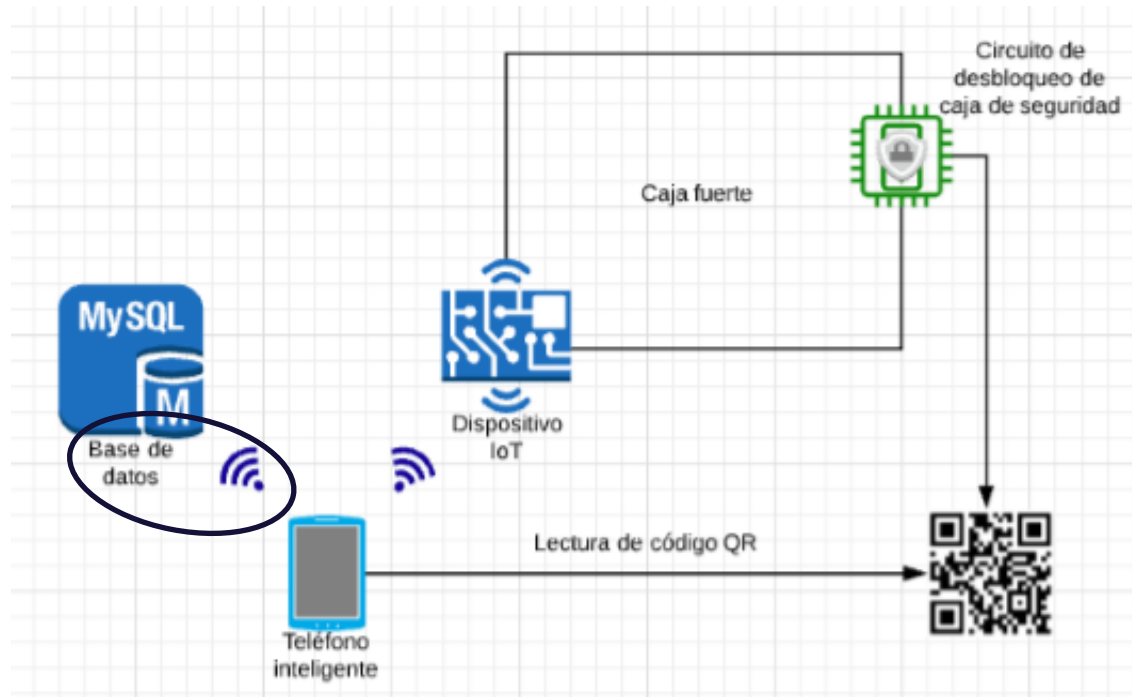 Circuito de
desbloqueo de
caja de seguridad
Caja fuerte
MySQL
M
Dispositivo
IoT
Base de
datos
Lectura de código QR
Teléfono
inteligente